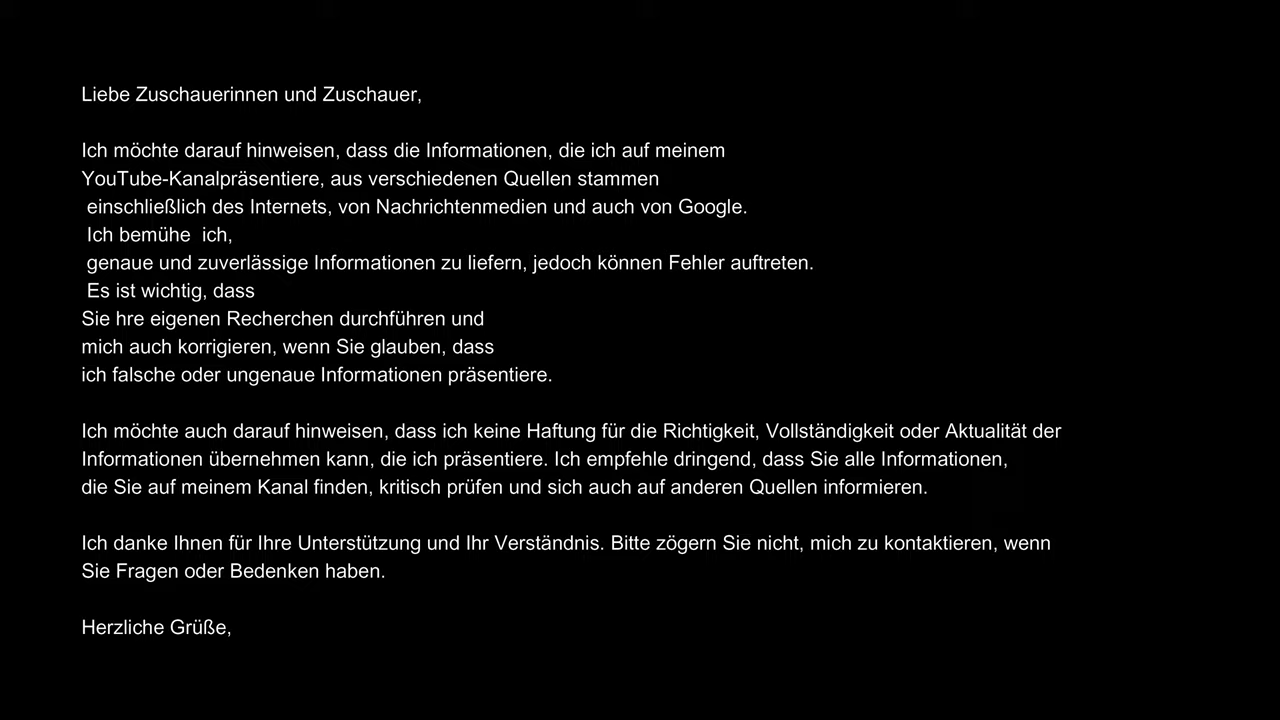 Liebe Zuschauerinnen und Zuschauer,
Ich möchte darauf hinweisen, dass die Informationen, die ich auf meinem
YouTube-Kanalpräsentiere, aus verschiedenen Quellen stammen
einschließlich des Internets, von Nachrichtenmedien und auch von Google.
Ich bemühe  ich,
genaue und zuverlässige Informationen zu liefern, jedoch können Fehler auftreten.
Es ist wichtig, dass
Sie hre eigenen Recherchen durchführen und
mich auch korrigieren, wenn Sie glauben, dass
ich falsche oder ungenaue Informationen präsentiere.
Ich möchte auch darauf hinweisen, dass ich keine Haftung für die Richtigkeit, Vollständigkeit oder Aktualität der
Informationen übernehmen kann, die ich präsentiere. Ich empfehle dringend, dass Sie alle Informationen,
die Sie auf meinem Kanal finden, kritisch prüfen und sich auch auf anderen Quellen informieren.
Ich danke Ihnen für Ihre Unterstützung und Ihr Verständnis. Bitte zögern Sie nicht, mich zu kontaktieren, wenn
Sie Fragen oder Bedenken haben.
Herzliche Grüße,